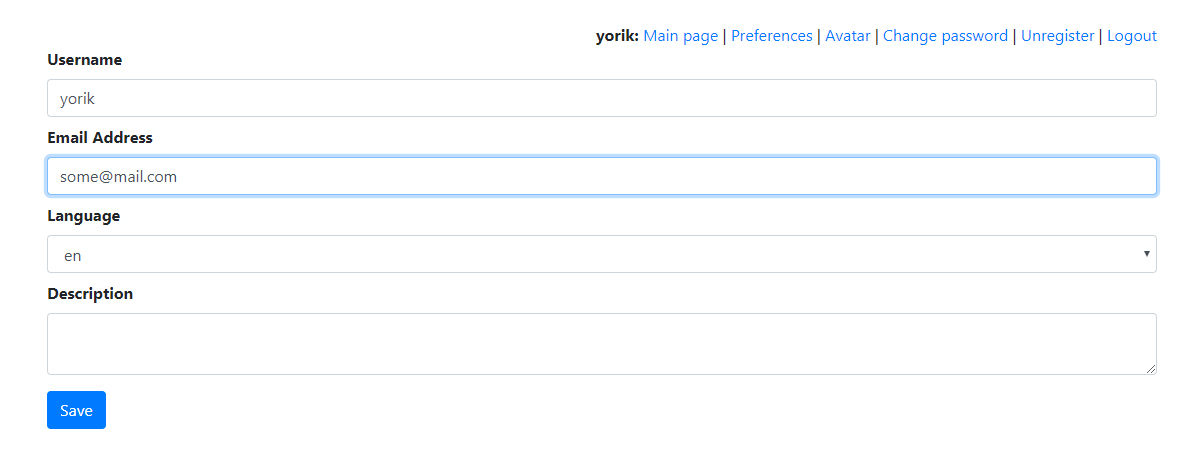 yorik: Main page | Preferences | Avatar | Change password | Unregister | Logout
Username
yorik
Email Address
some@mail.com
Language
en
Description
Save